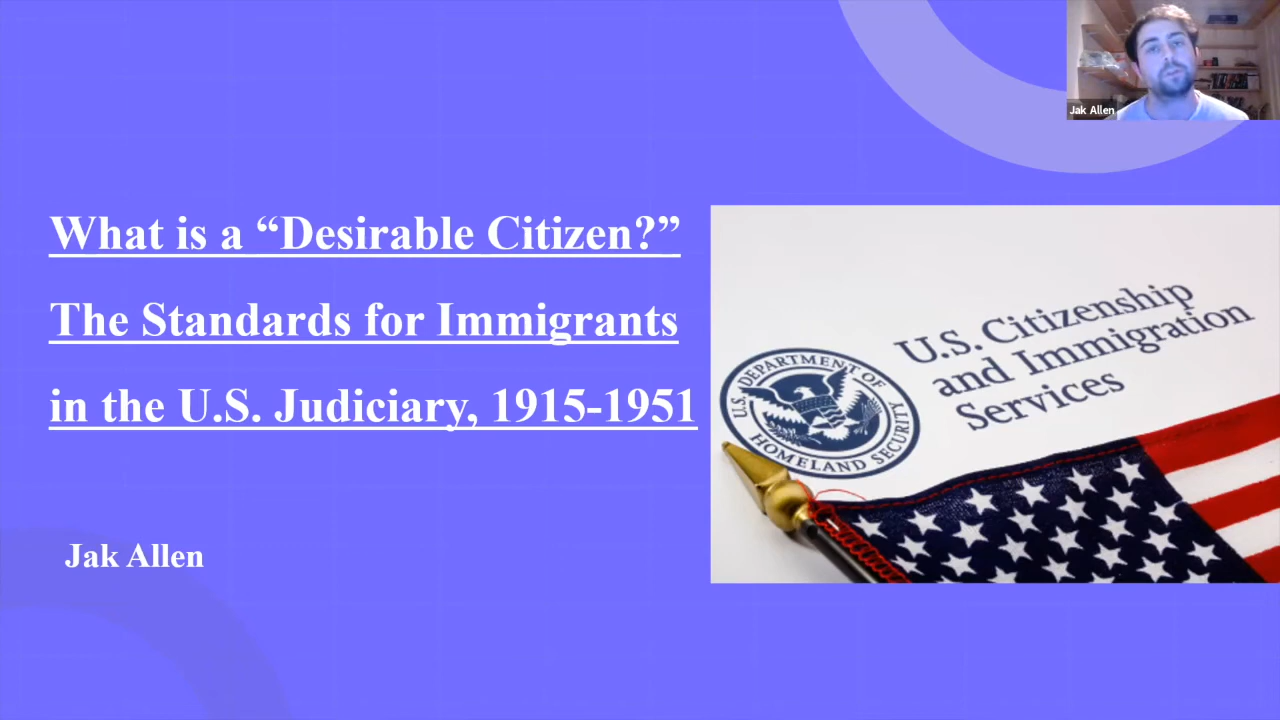 Jak Allen
What is a “Desirable Citizen?”
The Standards for Immigrants
in the U.S. Judiciary, 1915-1951
U.S. Citizenship
and Immigration
Services
U.S. DEPARTMENT OF
HOMELAND SECURITY
Jak Allen